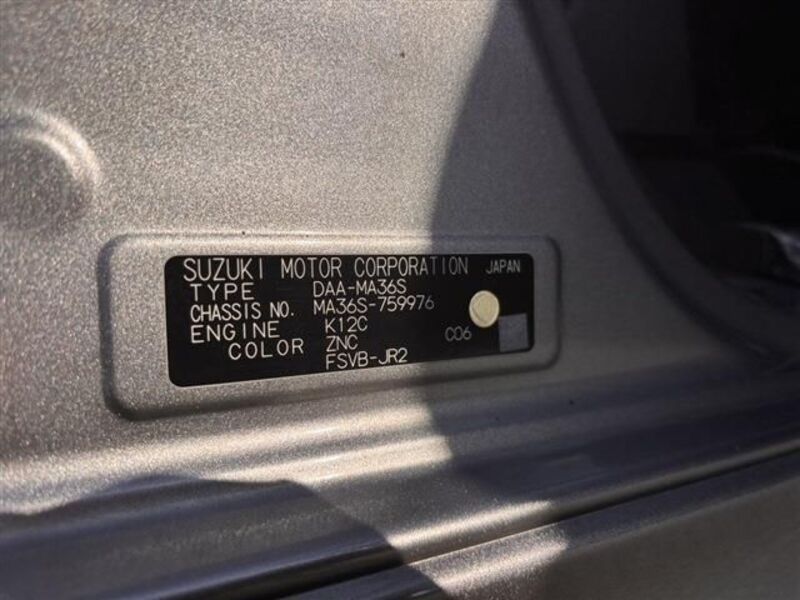 SUZUKI MOTOR CORPORATION JAPAN
TYPE DAA-MA36S
CHASSIS NO. MA36S-759976
ENGINE K12C
COLOR ZNC C06
FSVB-JR2